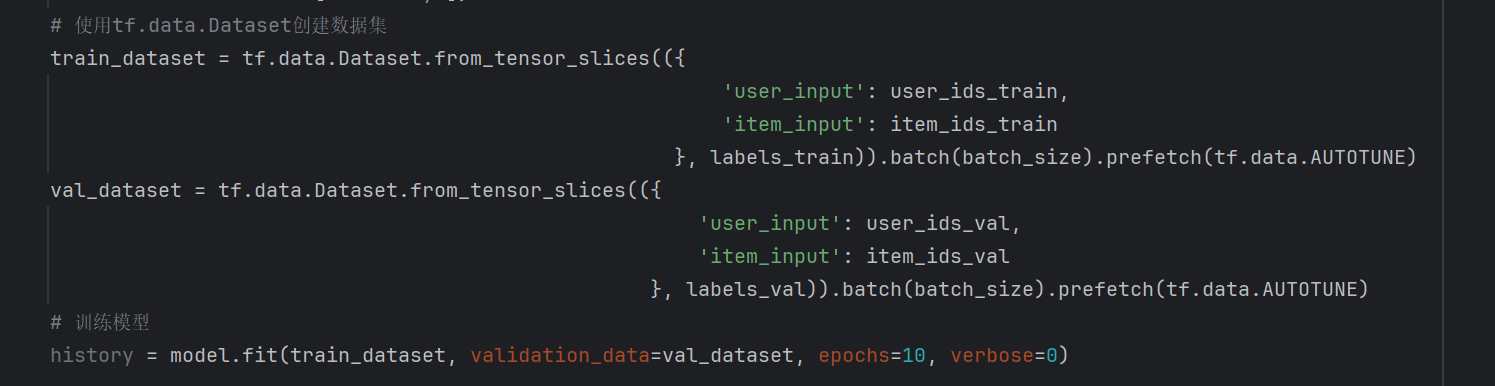 # 使用tf.data.Dataset创建数据集
train_dataset = tf.data.Dataset.from_tensor_slices(({
'user_input': user_ids_train,
'item_input': item_ids_train
}, labels_train)).batch(batch_size).prefetch(tf.data.AUTOTUNE)
val_dataset = tf.data.Dataset.from_tensor_slices(({
'user_input': user_ids_val,
'item_input': item_ids_val
}, labels_val)).batch(batch_size).prefetch(tf.data.AUTOTUNE)
# 训练模型
history = model.fit(train_dataset, validation_data=val_dataset, epochs=10, verbose=0)